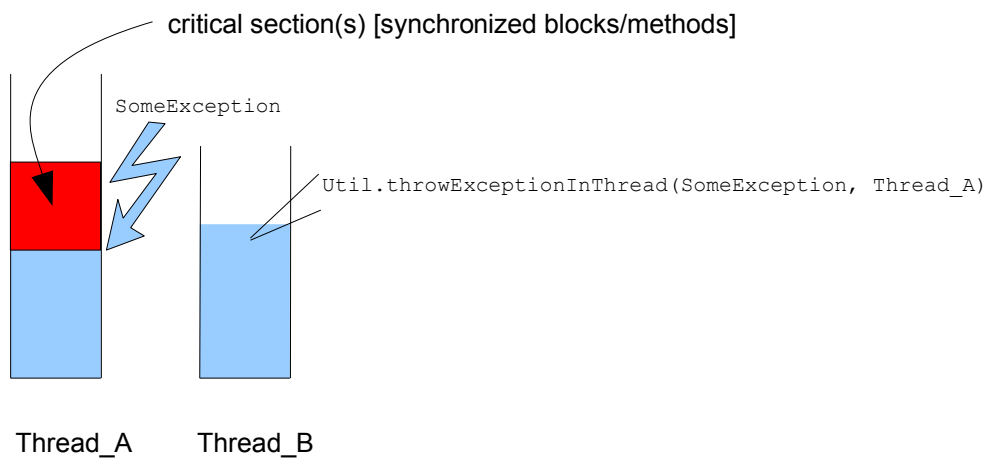 critical section(s) [synchronized blocks/methods]
SomeException
Util.throwExceptionInThread(SomeException, Thread_A)
Thread_A
Thread_B